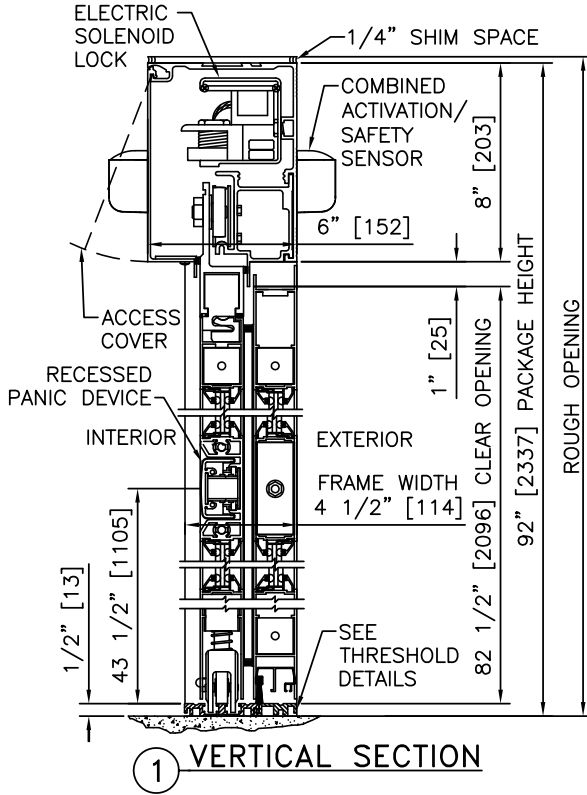 ELECTRIC
SOLENOID
LOCK
1/4" SHIM SPACE
COMBINED
ACTIVATION/
SAFETY
SENSOR
8" [203]
6" [152]
ACCESS
COVER
1" [25]
RECESSED
PANIC DEVICE
INTERIOR
EXTERIOR
FRAME WIDTH
4 1/2" [114]
82 1/2" [2096] CLEAR OPENING
92" [2337] PACKAGE HEIGHT
ROUGH OPENING
1/2" [13]
43 1/2" [1105]
SEE
THRESHOLD
DETAILS
1 VERTICAL SECTION